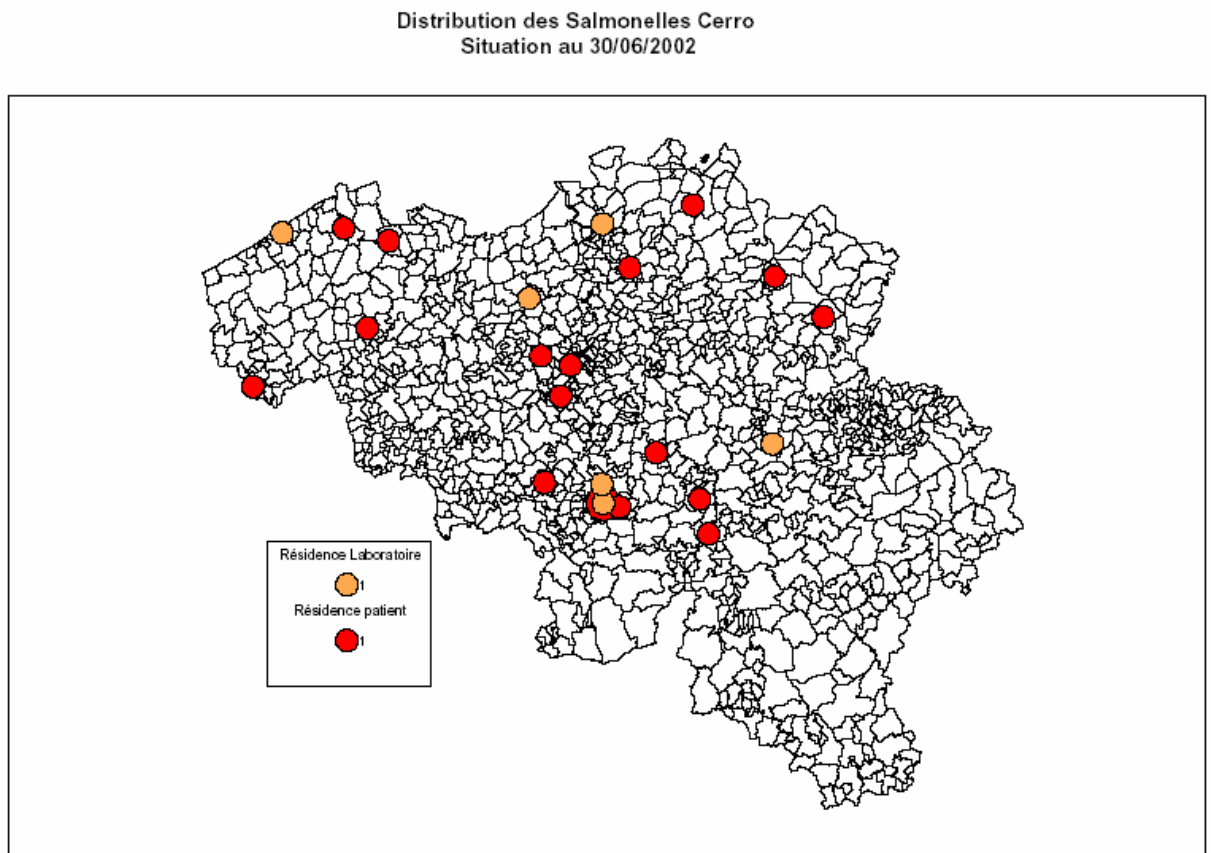 Distribution des Salmonelles Cerro
Situation au 30/06/2002
Résidence Laboratoire
1
Résidence patient
1